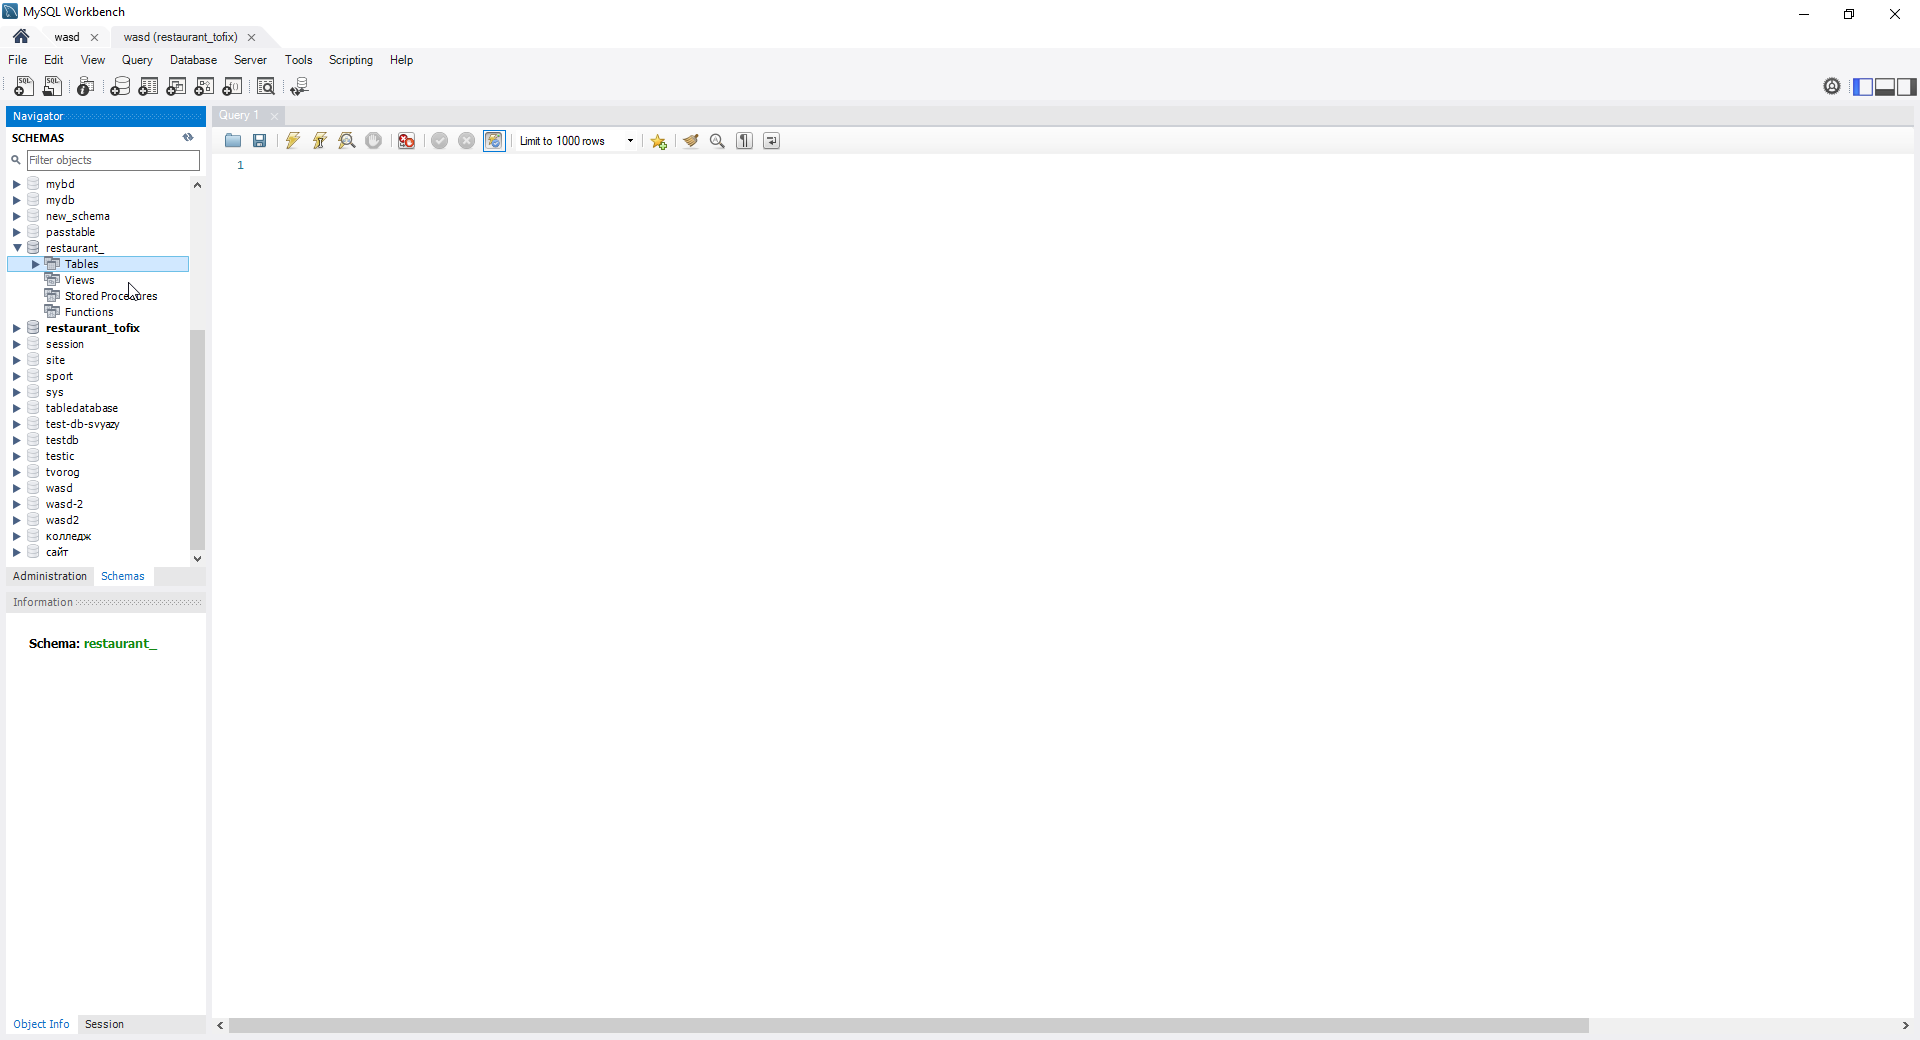 MySQL Workbench
wasd
wasd (restaurant_tofix)
File Edit View Query Database Server Tools Scripting Help
Navigator
Query 1
SCHEMAS
Limit to 1000 rows
Filter objects
1
mybd
mydb
new_schema
passtable
restaurant_
Tables
Views
Stored Procedures
Functions
restaurant_tofix
session
site
sport
sys
tabledatabase
test-db-svyazy
testdb
testic
tvorog
wasd
wasd-2
wasd2
колледж
сайт
Administration Schemas
Information
Schema: restaurant_
Object Info Session